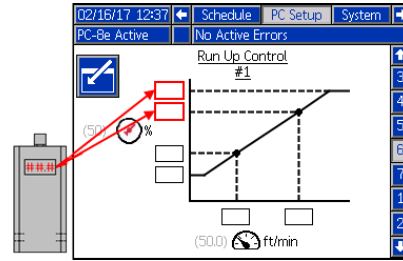 02/16/17 12:37 Schedule PC Setup System
PC-8e Active No Active Errors
Run Up Control
#1
3
4
(50) %
5
##.#
6
7
1
2
(50.0) ft/min